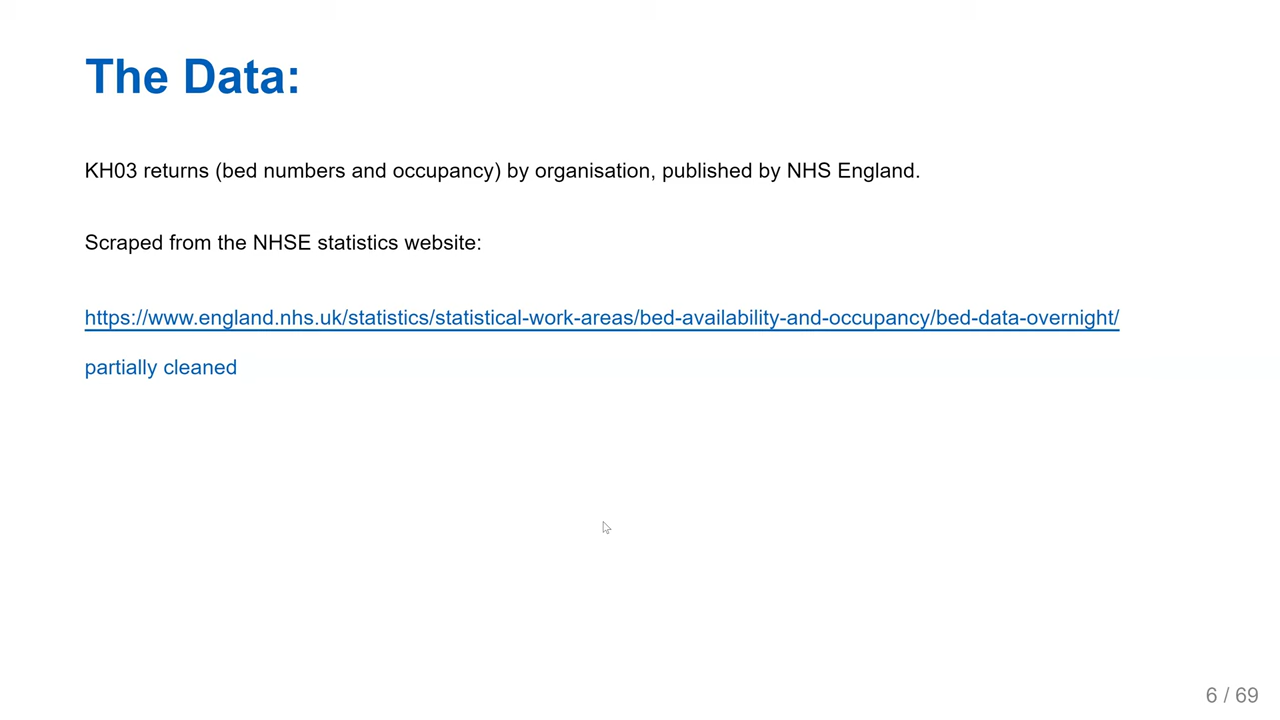 The Data:
KH03 returns (bed numbers and occupancy) by organisation, published by NHS England.
Scraped from the NHSE statistics website:
https://www.england.nhs.uk/statistics/statistical-work-areas/bed-availability-and-occupancy/bed-data-overnight/
partially cleaned
6 / 69